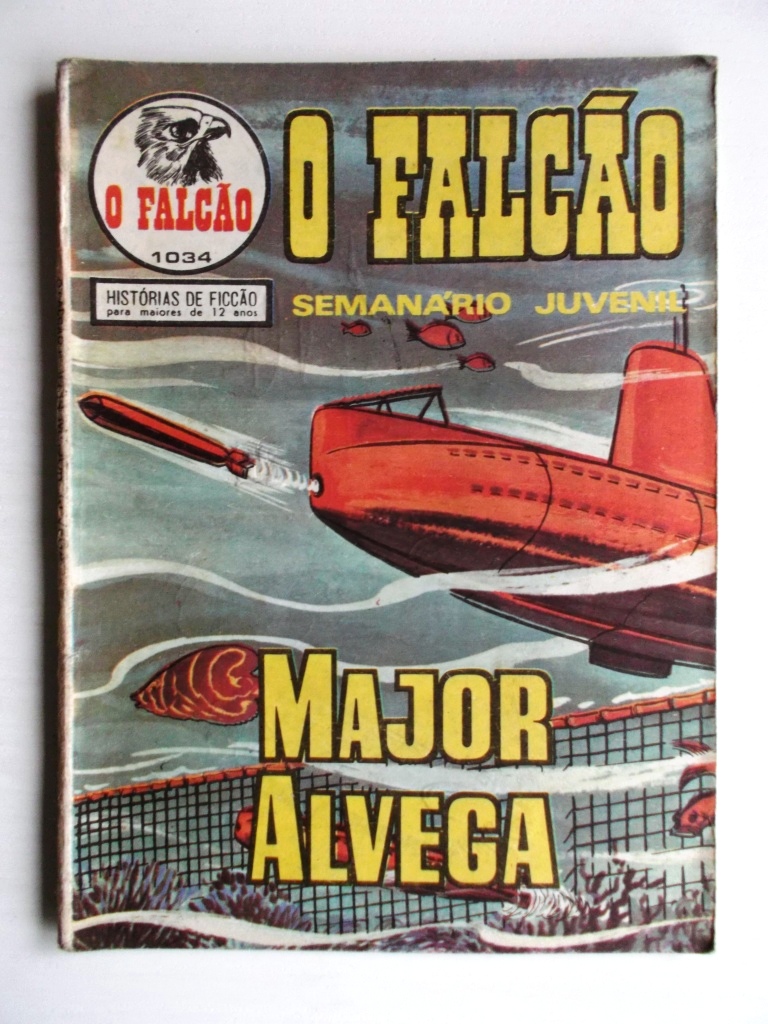 O FALCÃO
1034
HISTÓRIAS DE FICÇÃO
para maiores de 12 anos
O FALCÃO
SEMANÁRIO JUVENIL
MAJOR
ALVEGA